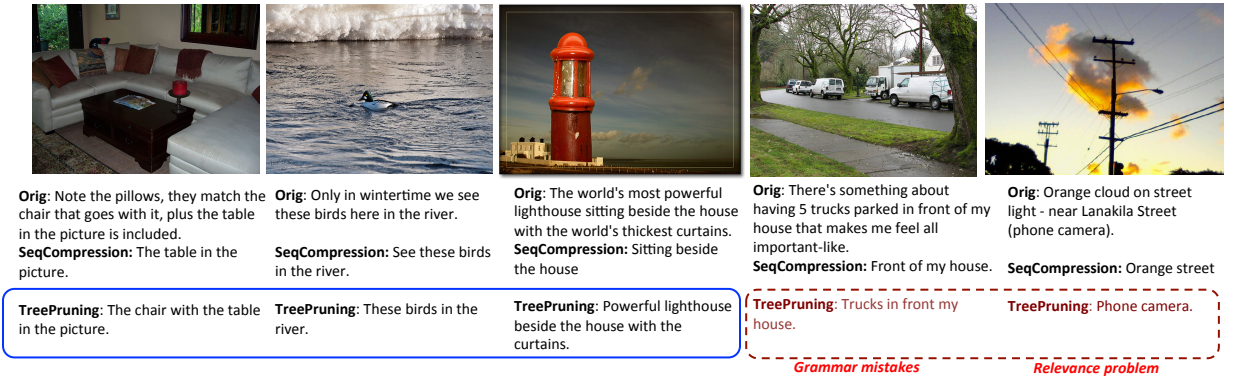 Orig: Note the pillows, they match the
chair that goes with it, plus the table
in the picture is included.
SeqCompression: The table in the
picture.
TreePruning: The chair with the table
in the picture.
Orig: Only in wintertime we see
these birds here in the river.
SeqCompression: See these birds
in the river.
TreePruning: These birds in the
river.
Orig: The world's most powerful
lighthouse sitting beside the house
with the world's thickest curtains.
SeqCompression: Sitting beside
the house
TreePruning: Powerful lighthouse
beside the house with the
curtains.
Orig: There's something about
having 5 trucks parked in front of my
house that makes me feel all
important-like.
SeqCompression: Front of my house.
TreePruning: Trucks in front my
house.
Grammar mistakes
Orig: Orange cloud on street
light - near Lanakila Street
(phone camera).
SeqCompression: Orange street
TreePruning: Phone camera.
Relevance problem